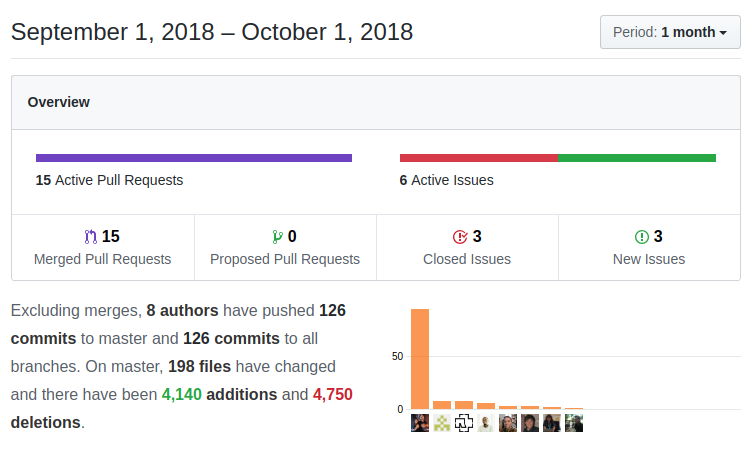 September 1, 2018 – October 1, 2018
Period: 1 month
Overview
15 Active Pull Requests
6 Active Issues
15
Merged Pull Requests
0
Proposed Pull Requests
3
Closed Issues
3
New Issues
Excluding merges, 8 authors have pushed 126
commits to master and 126 commits to all
branches. On master, 198 files have changed
and there have been 4,140 additions and 4,750
deletions.
50
0